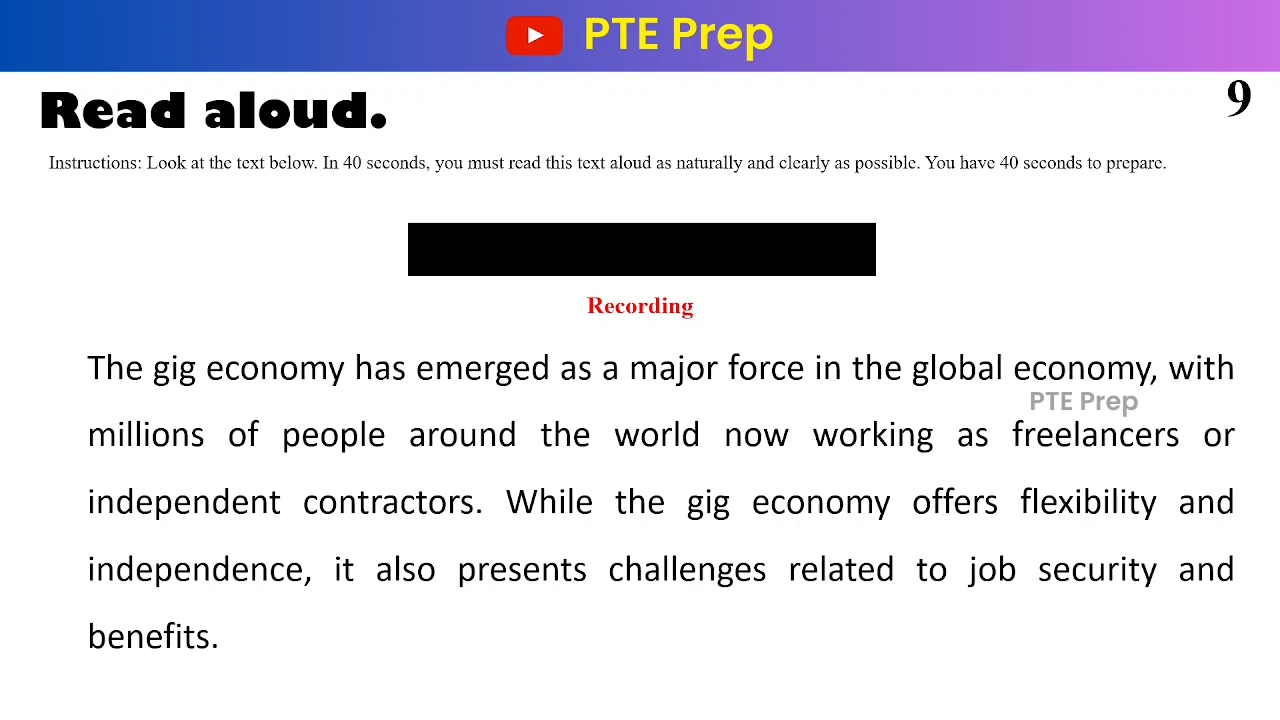 PTE Prep
Read aloud.
9
Instructions: Look at the text below. In 40 seconds, you must read this text aloud as naturally and clearly as possible. You have 40 seconds to prepare.
Recording
The gig economy has emerged as a major force in the global economy, with
PTE Prep
millions of people around the world now working as freelancers or
independent contractors. While the gig economy offers flexibility and
independence, it also presents challenges related to job security and
benefits.